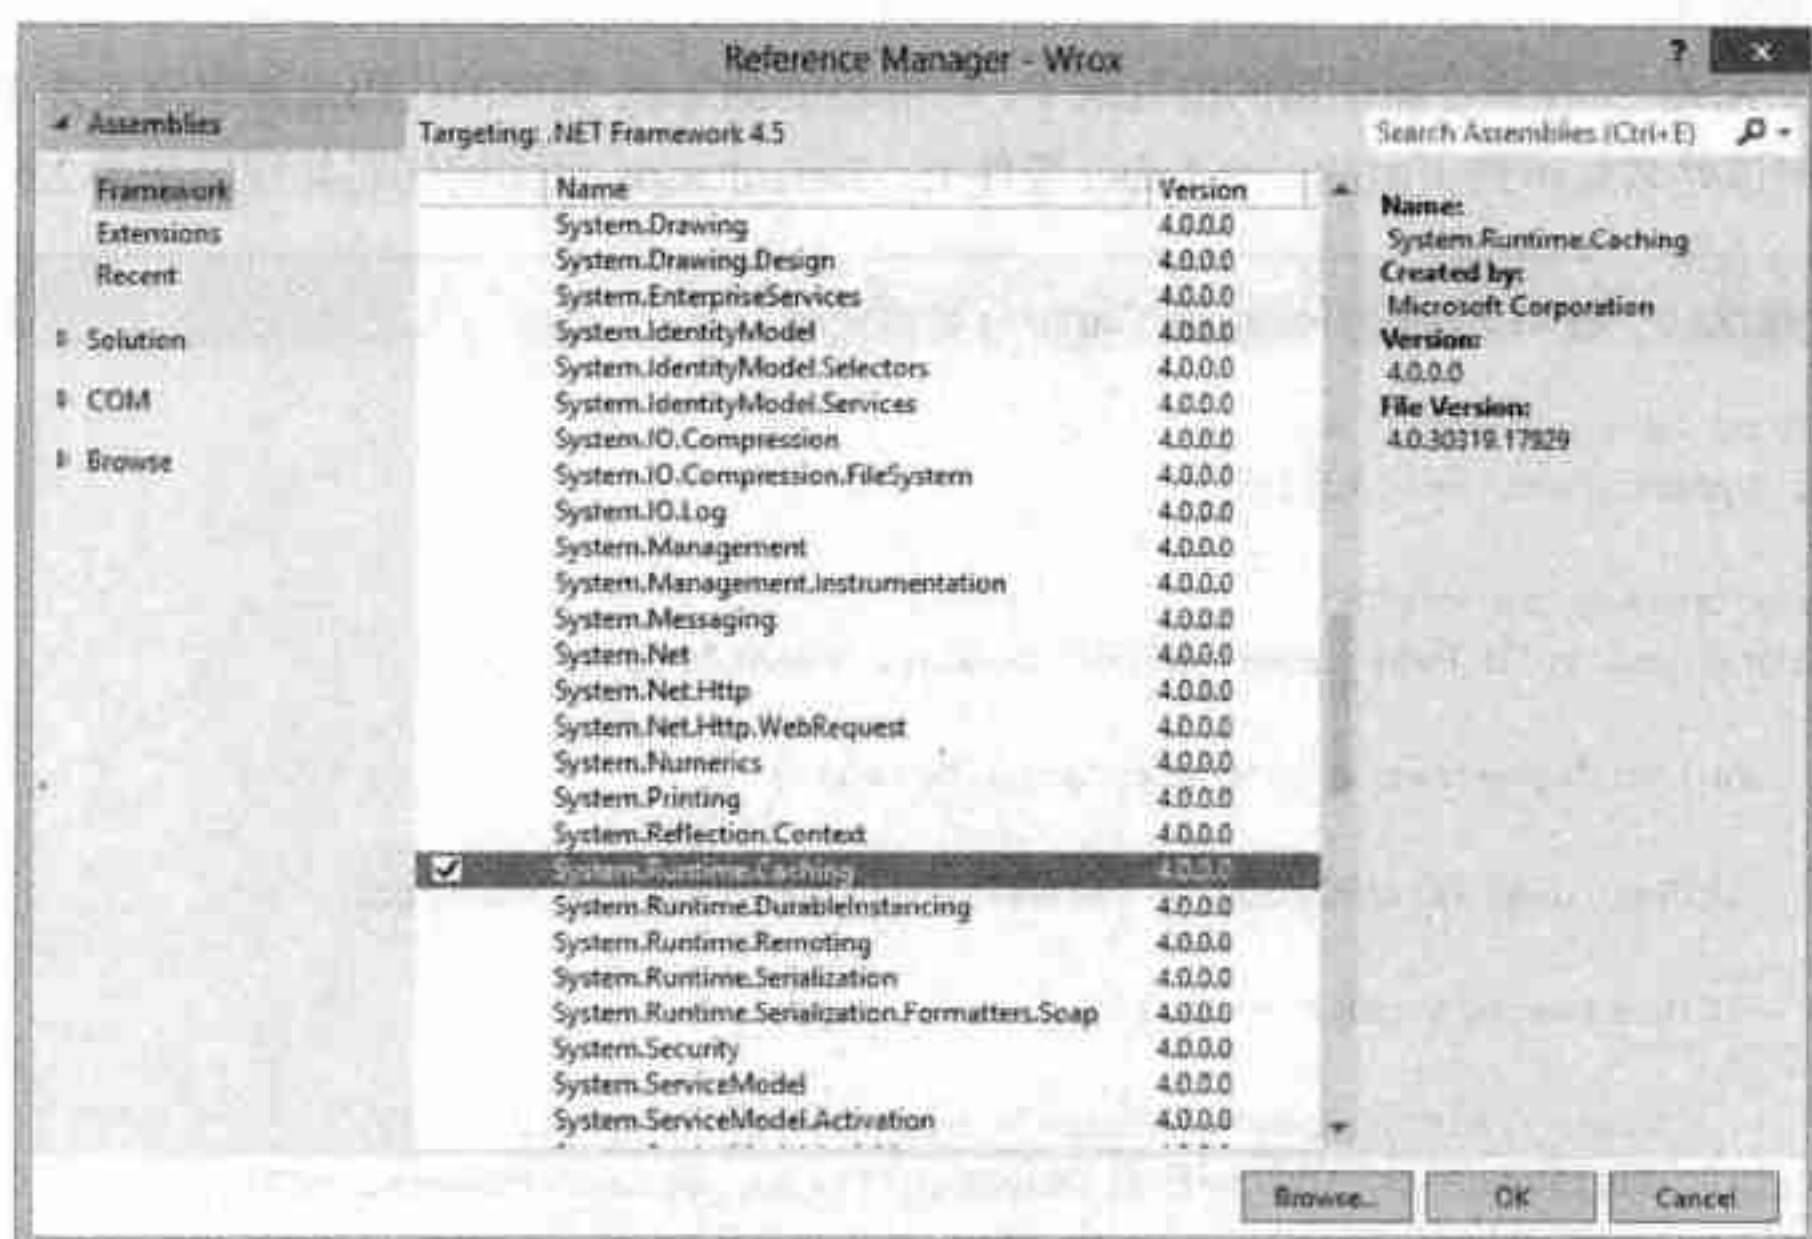 Reference Manager - Wrox
?
x
Assemblies
Framework
Extensions
Recent
Solution
COM
Browse
Targeting: .NET Framework 4.5
Search Assemblies (Ctrl+E)
Name Version
System.Drawing 4.0.0.0
System.Drawing.Design 4.0.0.0
System.EnterpriseServices 4.0.0.0
System.IdentityModel 4.0.0.0
System.IdentityModel.Selectors 4.0.0.0
System.IdentityModel.Services 4.0.0.0
System.IO.Compression 4.0.0.0
System.IO.Compression.FileSystem 4.0.0.0
System.IO.Log 4.0.0.0
System.Management 4.0.0.0
System.Management.Instrumentation 4.0.0.0
System.Messaging 4.0.0.0
System.Net 4.0.0.0
System.Net.Http 4.0.0.0
System.Net.Http.WebRequest 4.0.0.0
System.Numerics 4.0.0.0
System.Printing 4.0.0.0
System.Reflection.Context 4.0.0.0
System.Runtime.Caching 4.0.0.0
System.Runtime.DurableInstancing 4.0.0.0
System.Runtime.Remoting 4.0.0.0
System.Runtime.Serialization 4.0.0.0
System.Runtime.Serialization.Formatters.Soap 4.0.0.0
System.Security 4.0.0.0
System.ServiceModel 4.0.0.0
System.ServiceModel.Activation 4.0.0.0
Name:
System.Runtime.Caching
Created by:
Microsoft Corporation
Version:
4.0.0.0
File Version:
4.0.30319.17929
Browse...
OK
Cancel